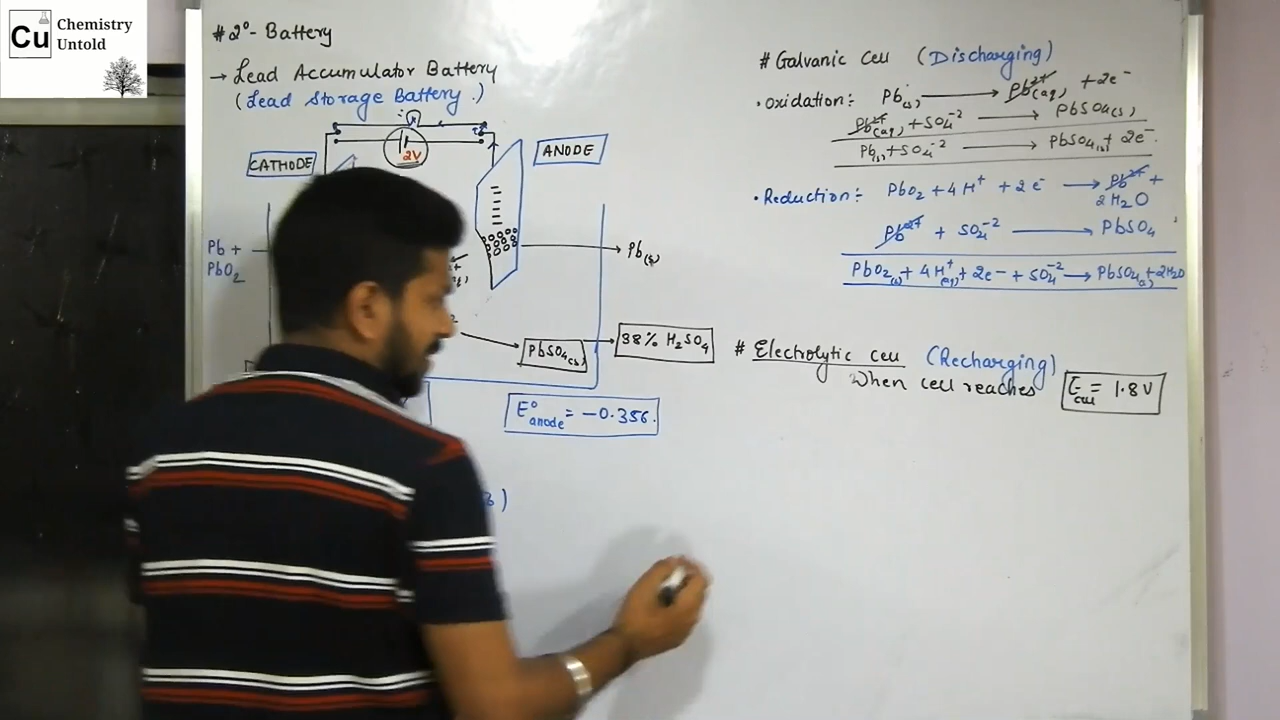 Cu
Chemistry
Untold
# 2°- Battery
→ Lead Accumulator Battery
(Lead Storage Battery.)
CATHODE
2V
ANODE
Pb +
PbO₂
Pb(s)
PbSO₄(s)
38% H₂SO₄
E°anode = -0.356.
# Galvanic Cell (Discharging)
• Oxidation: Pb(s) → Pb²⁺(aq) + 2e⁻
Pb²⁺(aq) + SO₄⁻² → PbSO₄(s)
Pb(s) + SO₄⁻² → PbSO₄(s) + 2e⁻.
• Reduction: PbO₂ + 4H⁺ + 2e⁻ → Pb²⁺ +
2H₂O
Pb²⁺ + SO₄⁻² → PbSO₄
PbO₂(s) + 4H⁺(aq) + 2e⁻ + SO₄⁻² → PbSO₄(s) + 2H₂O
# Electrolytic cell (Recharging)
When cell reaches Ecell = 1.8V